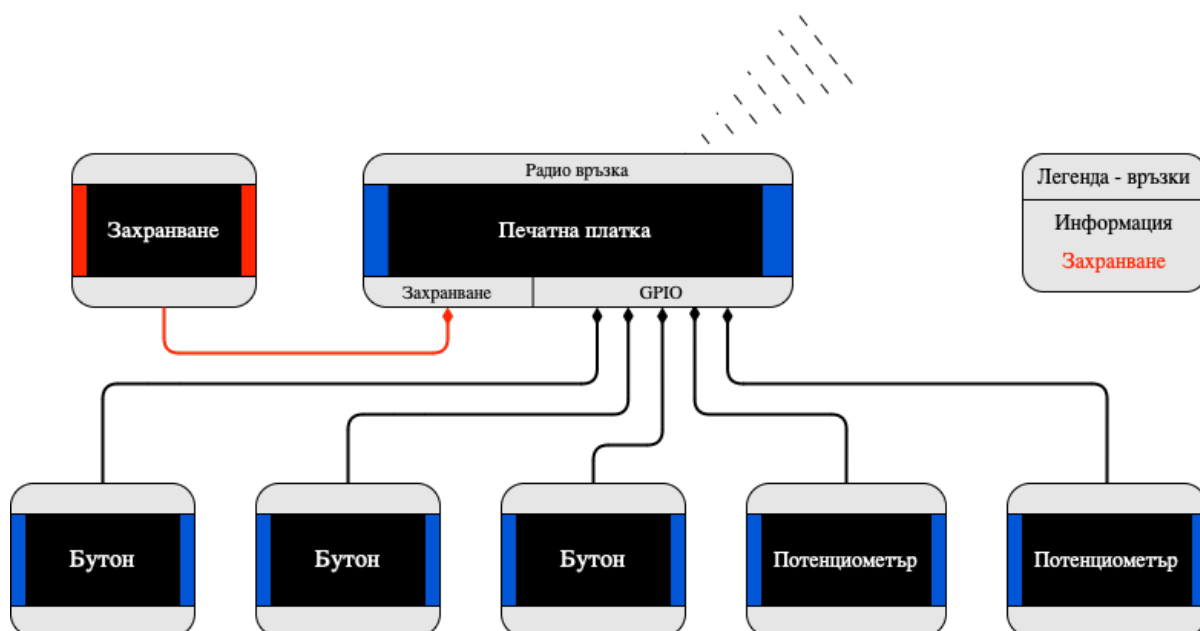 Радио връзка
Захранване
Печатна платка
Легенда - връзки
Информация
Захранване
Захранване
GPIO
Бутон
Бутон
Бутон
Потенциометър
Потенциометър